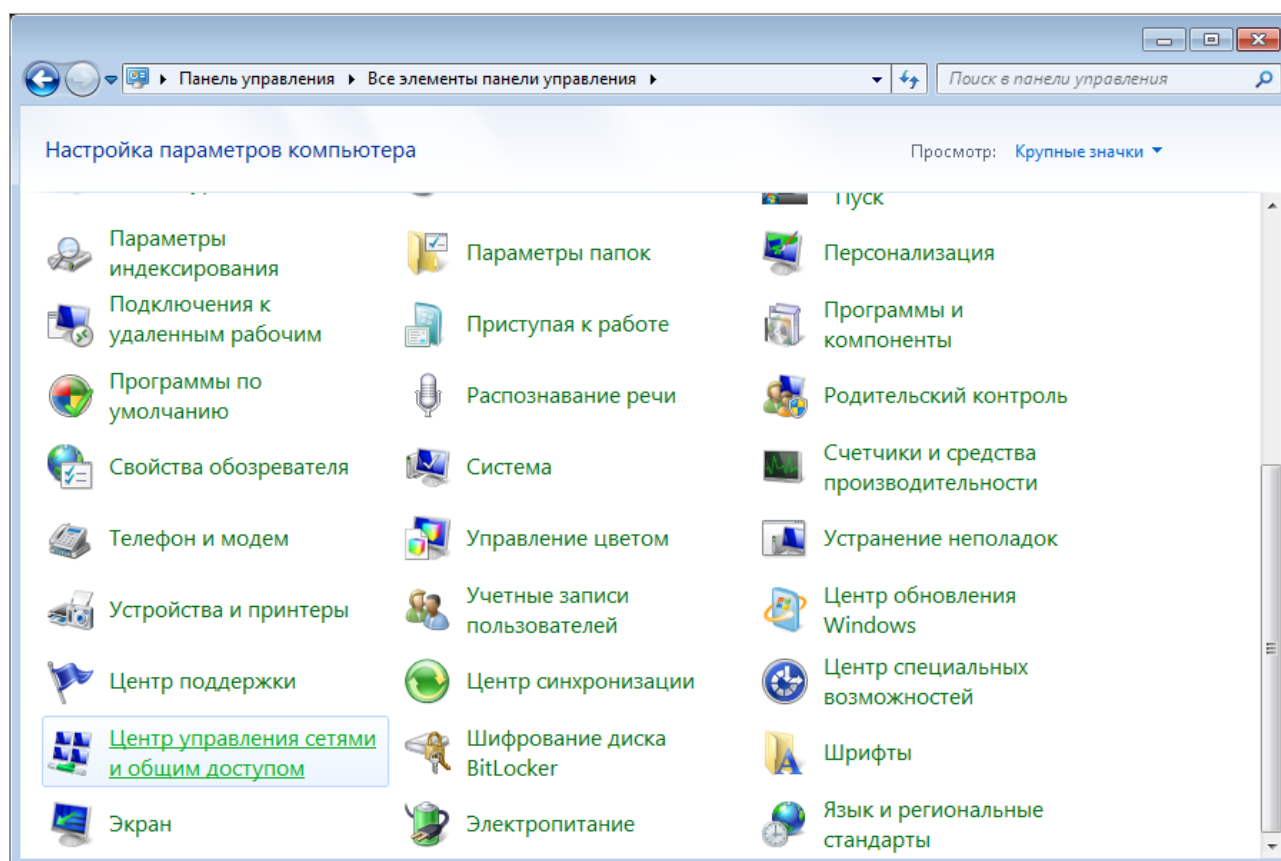 Панель управления ▸ Все элементы панели управления ▸
Поиск в панели управления
Настройка параметров компьютера
Просмотр: Крупные значки
Пуск
Параметры
индексирования
Параметры папок
Персонализация
Подключения к
удаленным рабочим
Приступая к работе
Программы и
компоненты
Программы по
умолчанию
Распознавание речи
Родительский контроль
Свойства обозревателя
Система
Счетчики и средства
производительности
Телефон и модем
Управление цветом
Устранение неполадок
Устройства и принтеры
Учетные записи
пользователей
Центр обновления
Windows
Центр поддержки
Центр синхронизации
Центр специальных
возможностей
Центр управления сетями
и общим доступом
Шифрование диска
BitLocker
Шрифты
Экран
Электропитание
Язык и региональные
стандарты